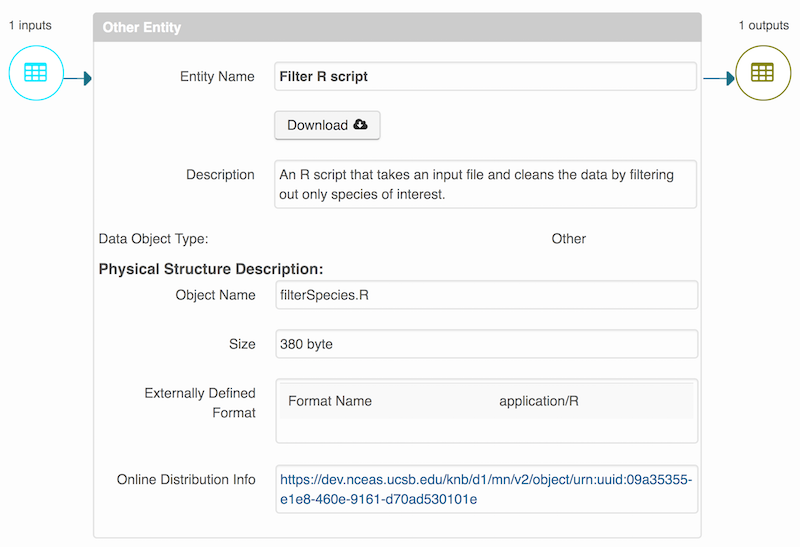 1 inputs
Other Entity
1 outputs
Entity Name
Filter R script
Download
Description
An R script that takes an input file and cleans the data by filtering
out only species of interest.
Data Object Type:
Other
Physical Structure Description:
Object Name
filterSpecies.R
Size
380 byte
Externally Defined
Format
Format Name
application/R
Online Distribution Info
https://dev.nceas.ucsb.edu/knb/d1/mn/v2/object/urn:uuid:09a35355-
e1e8-460e-9161-d70ad530101e